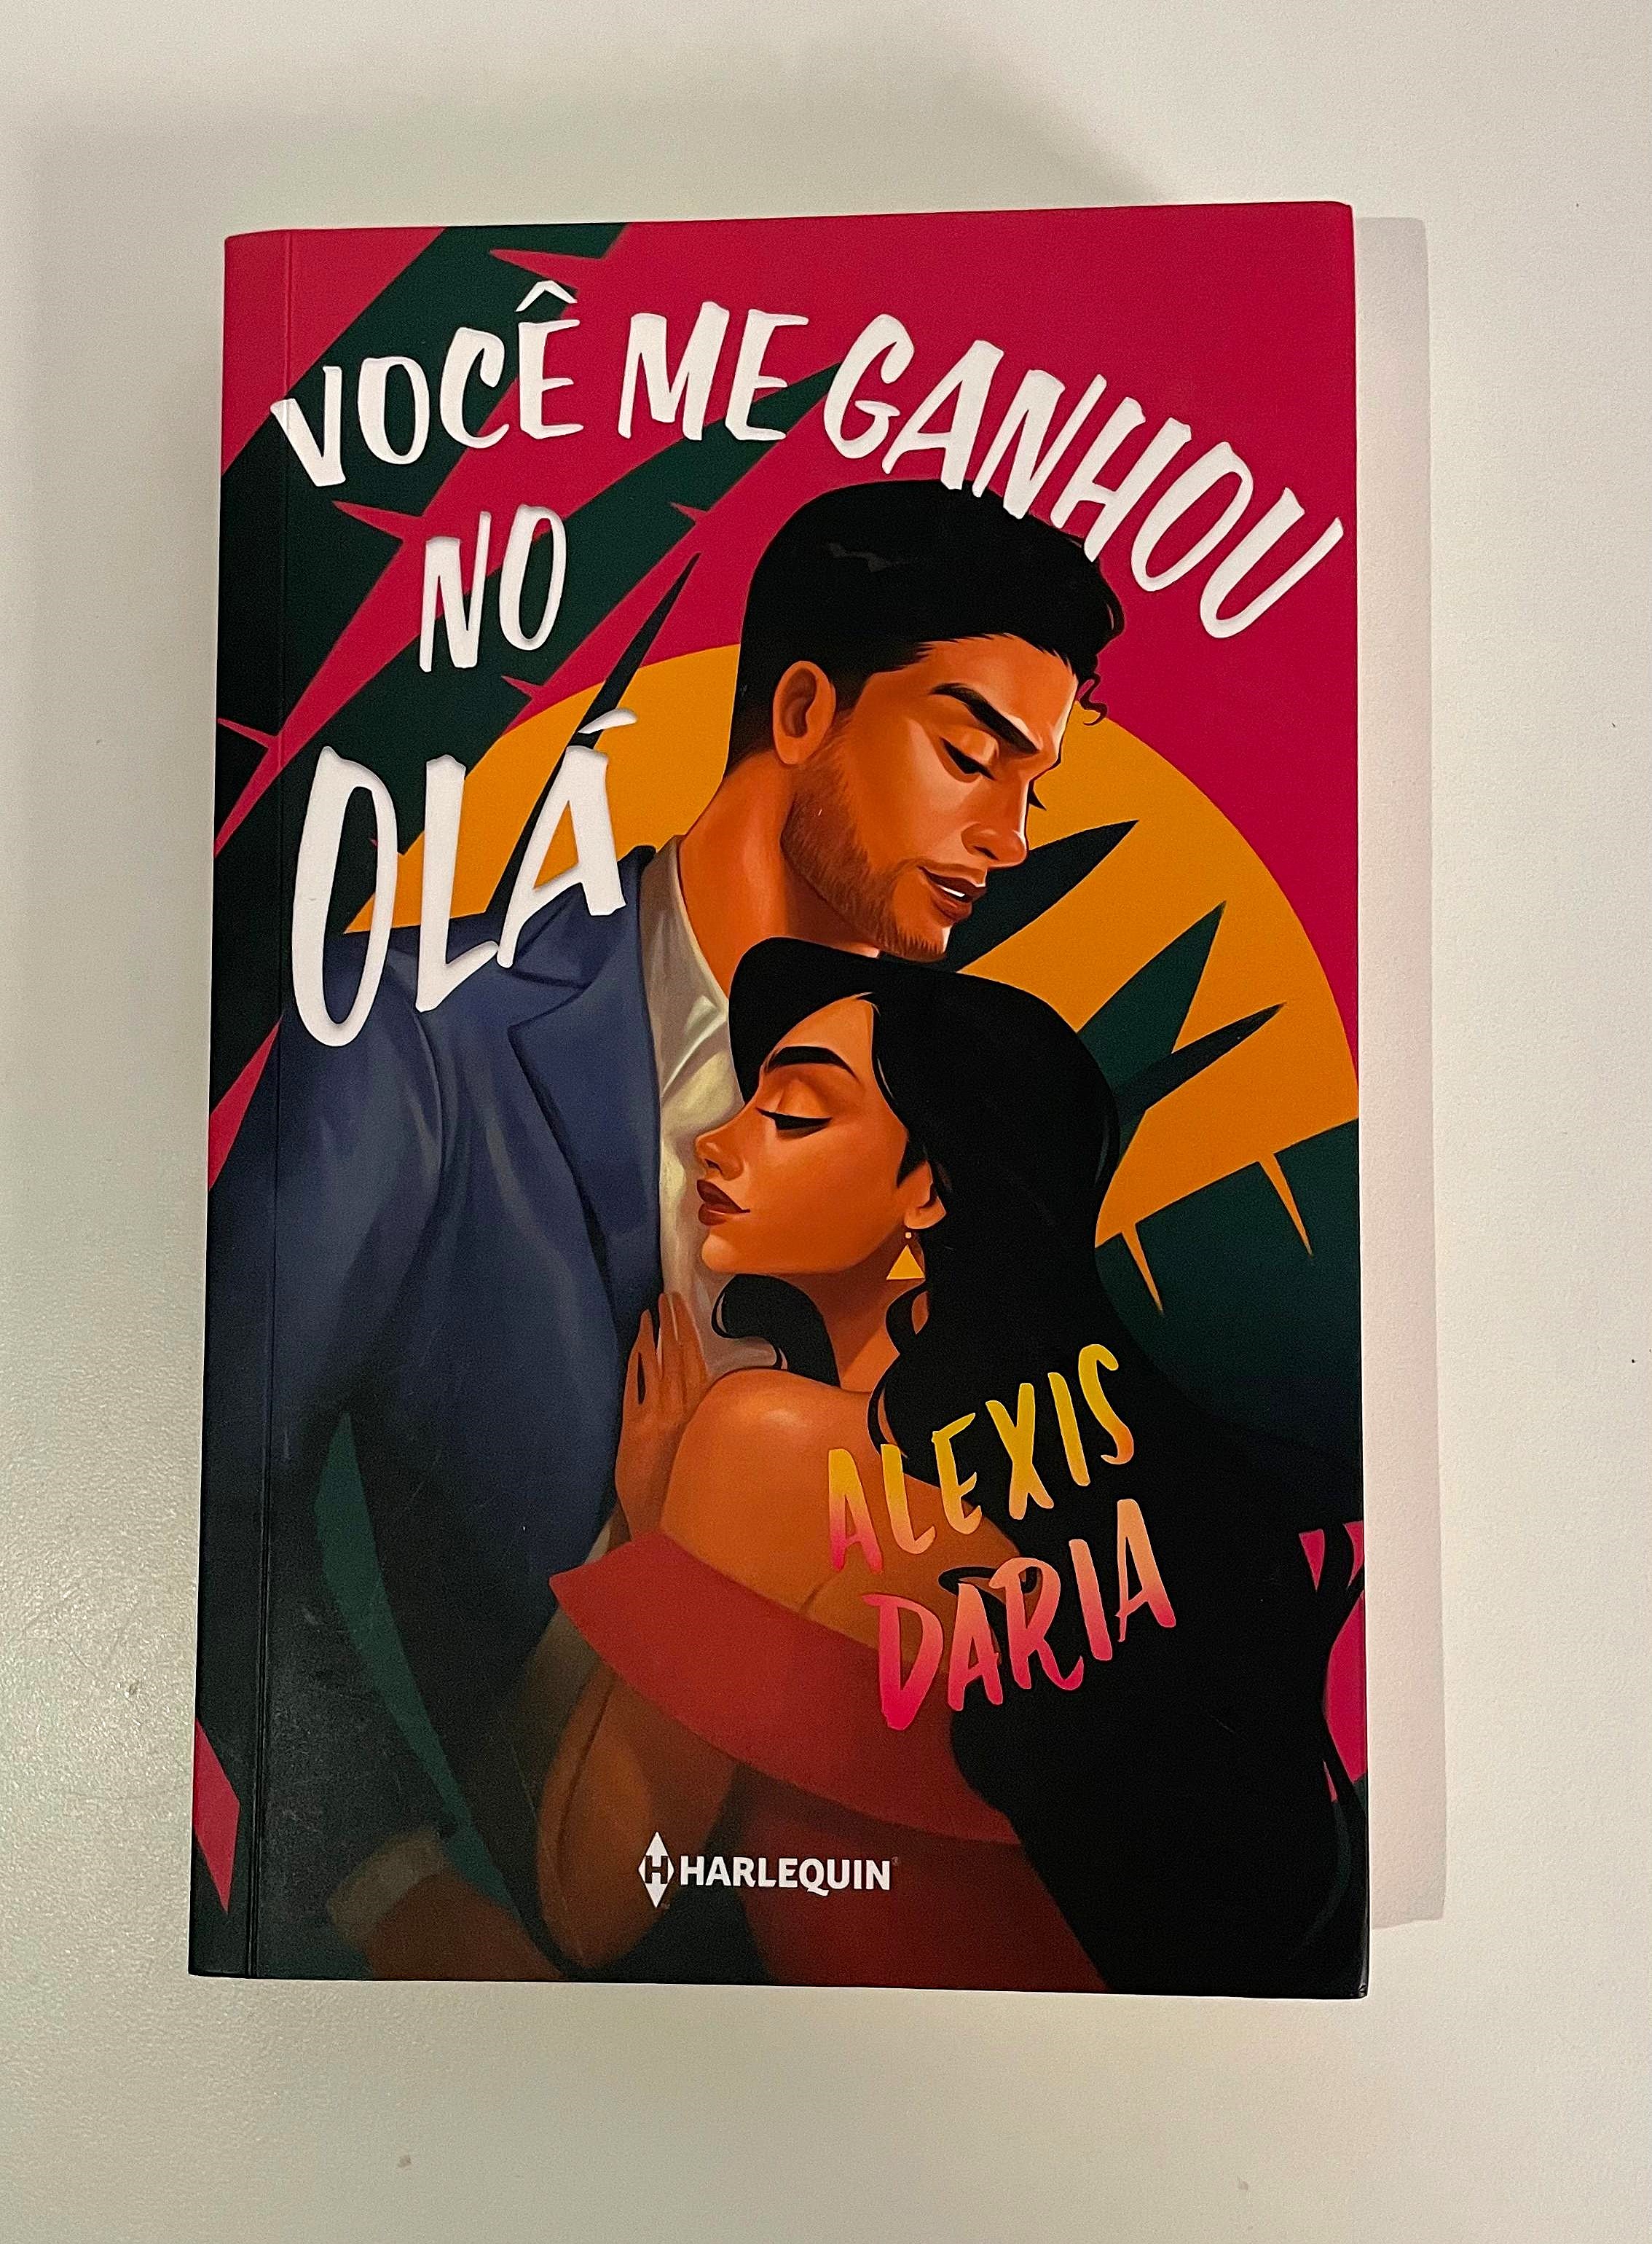 VOCÊ ME GANHOU
NO
OLÁ
ALEXIS
DARIA
H HARLEQUIN